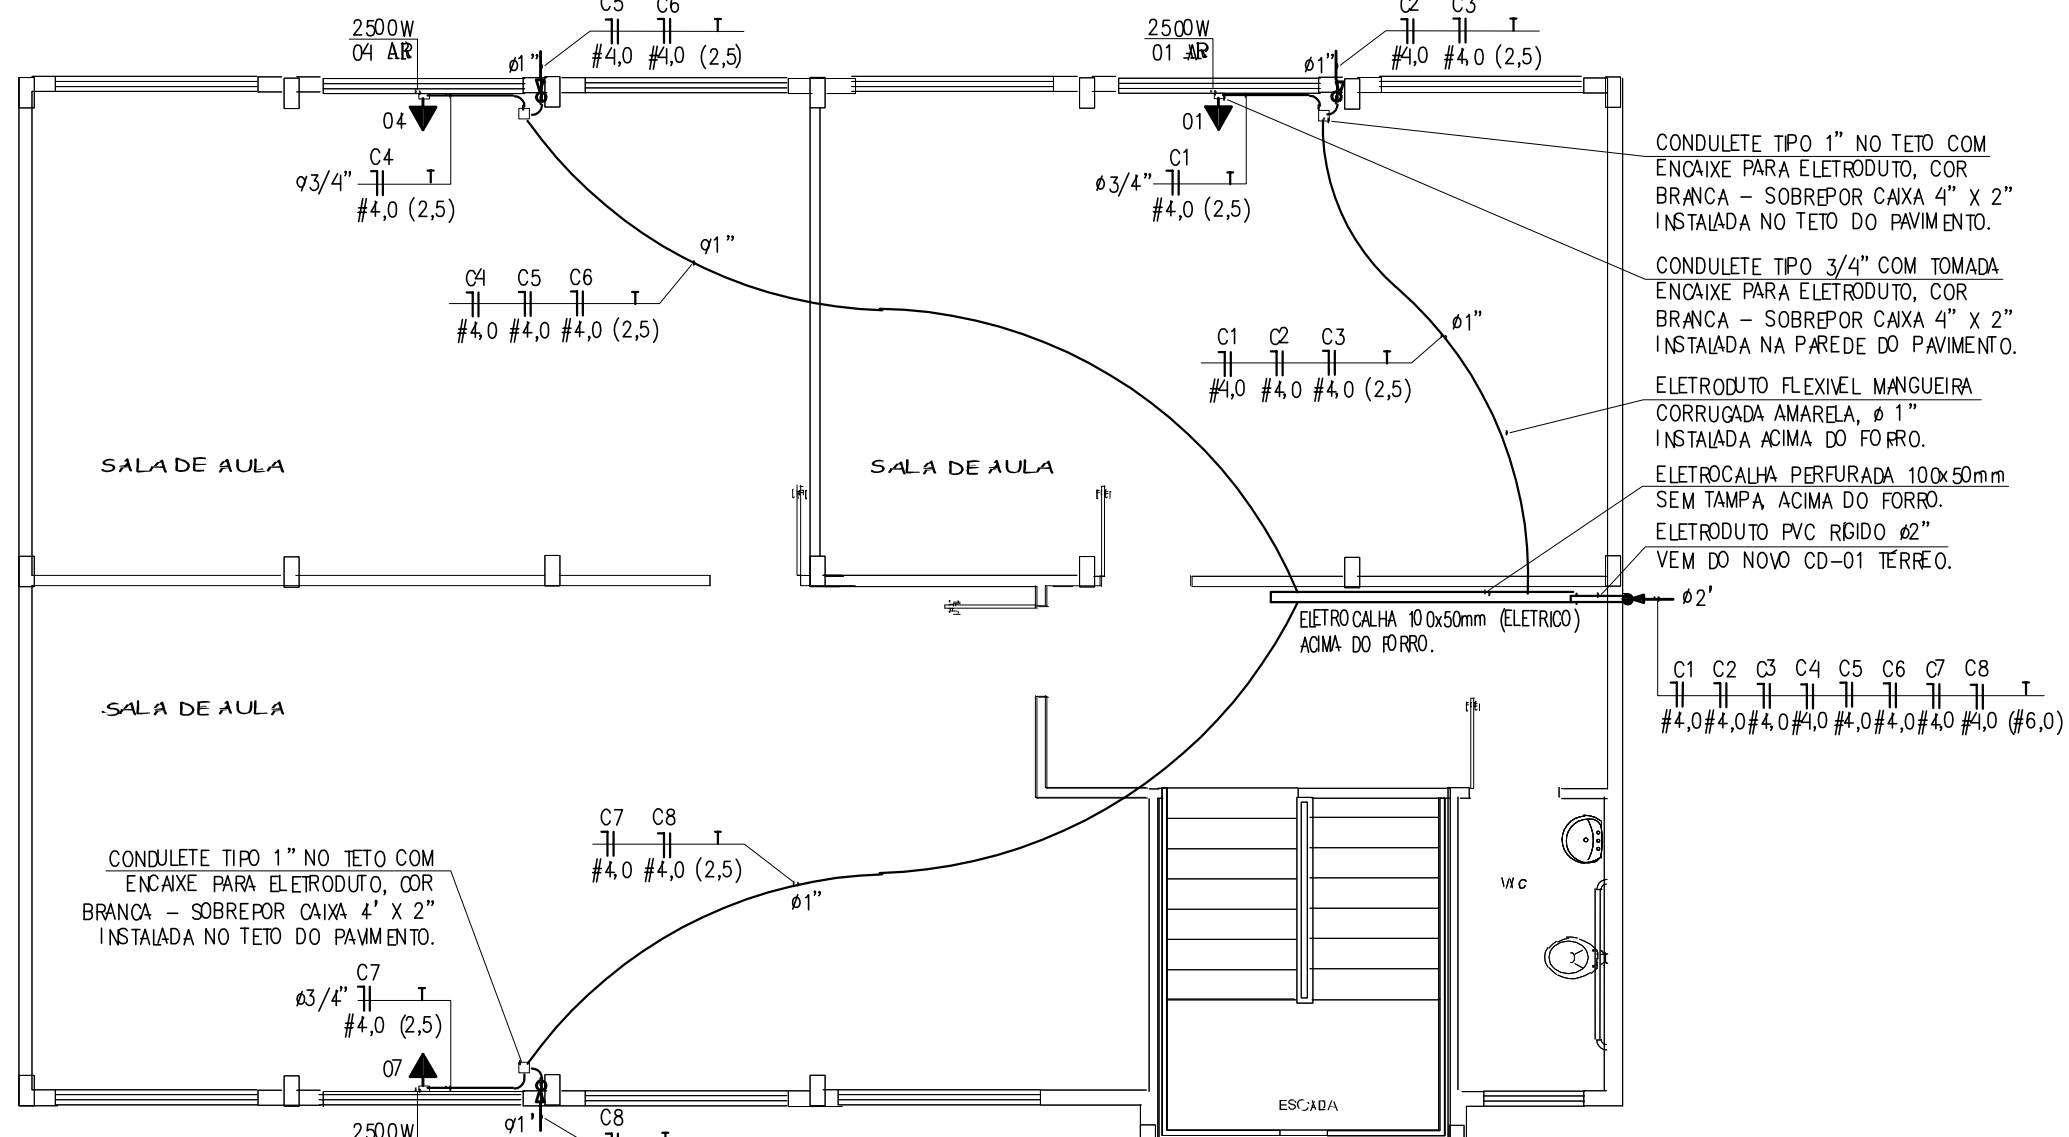 C5 C6
#4,0 #4,0 (2,5)
ø1"
2500W
04 AR
04
C4
ø3/4"
#4,0 (2,5)
ø1"
C4 C5 C6
#4,0 #4,0 #4,0 (2,5)
C2 C3
#4,0 #4,0 (2,5)
ø1"
2500W
01 AR
01
C1
ø3/4"
#4,0 (2,5)
ø1"
C1 C2 C3
#4,0 #4,0 #4,0 (2,5)
CONDULETE TIPO 1" NO TETO COM
ENCAIXE PARA ELETRODUTO, COR
BRANCA – SOBREPOR CAIXA 4" X 2"
INSTALADA NO TETO DO PAVIMENTO.
CONDULETE TIPO 3/4" COM TOMADA
ENCAIXE PARA ELETRODUTO, COR
BRANCA – SOBREPOR CAIXA 4" X 2"
INSTALADA NA PAREDE DO PAVIMENTO.
ELETRODUTO FLEXIVEL MANGUEIRA
CORRUGADA AMARELA, ø 1"
INSTALADA ACIMA DO FORRO.
ELETROCALHA PERFURADA 100x50mm
SEM TAMPA, ACIMA DO FORRO.
ELETRODUTO PVC RÍGIDO ø2"
VEM DO NOVO CD-01 TÉRREO.
SALA DE AULA
SALA DE AULA
ø2'
ELETROCALHA 100x50mm (ELETRICO)
ACIMA DO FORRO.
C1 C2 C3 C4 C5 C6 C7 C8
#4,0 #4,0 #4,0 #4,0 #4,0 #4,0 #4,0 #4,0 (#6,0)
SALA DE AULA
C7 C8
#4,0 #4,0 (2,5)
ø1"
CONDULETE TIPO 1" NO TETO COM
ENCAIXE PARA ELETRODUTO, COR
BRANCA – SOBREPOR CAIXA 4' X 2"
INSTALADA NO TETO DO PAVIMENTO.
C7
ø3/4"
#4,0 (2,5)
07
2500W
ø1'
C8
WC
ESCADA